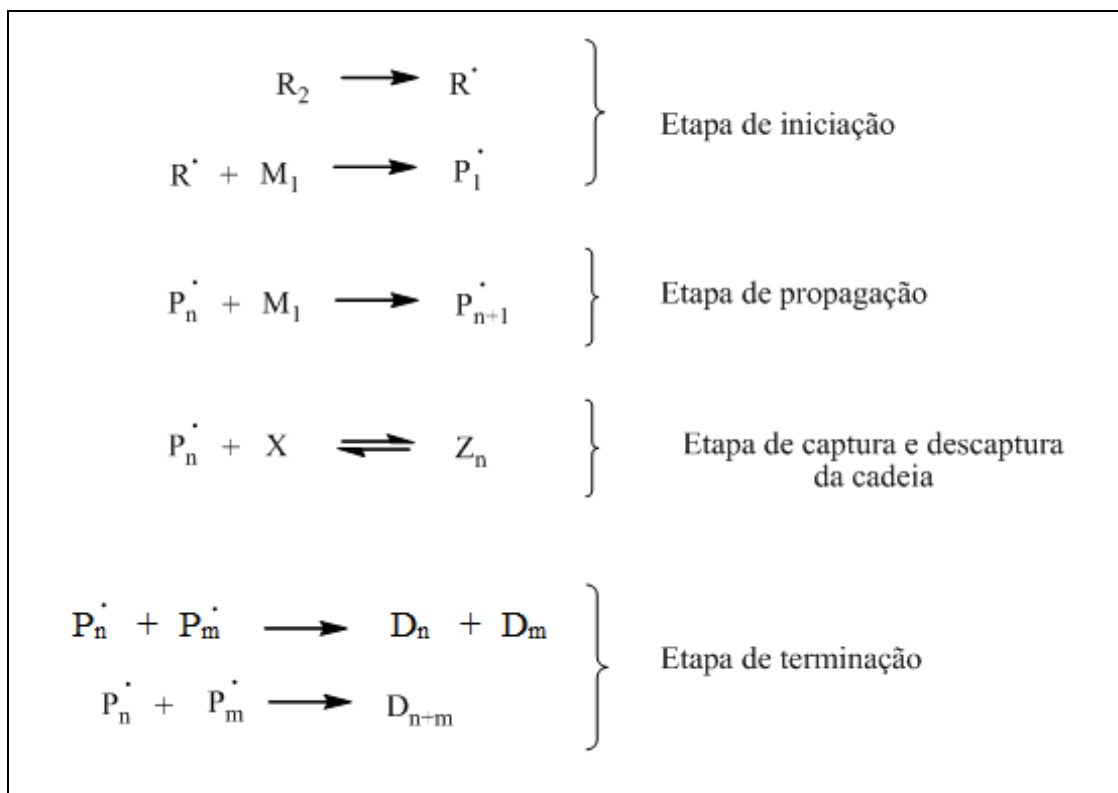 R₂ ⟶ R˙
Etapa de iniciação
R˙ + M₁ ⟶ P₁˙
Pₙ˙ + M₁ ⟶ Pₙ₊₁˙
Etapa de propagação
Pₙ˙ + X ⇌ Zₙ
Etapa de captura e descaptura
da cadeia
Pₙ˙ + Pₘ˙ ⟶ Dₙ + Dₘ
Etapa de terminação
Pₙ˙ + Pₘ˙ ⟶ Dₙ₊ₘ